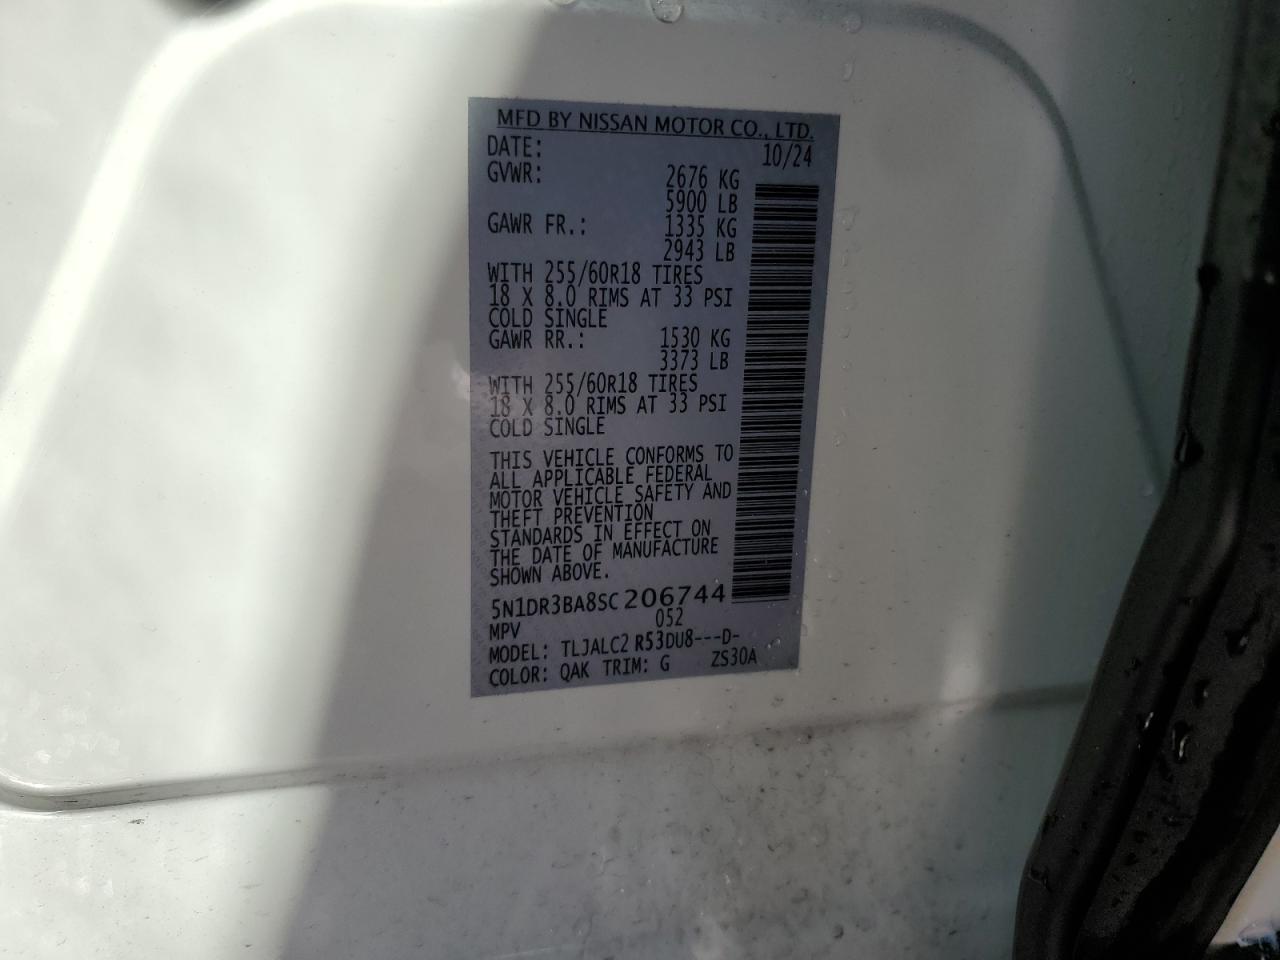 MFD BY NISSAN MOTOR CO., LTD.
DATE: 10/24
GVWR: 2676 KG
5900 LB
GAWR FR.: 1335 KG
2943 LB
WITH 255/60R18 TIRES
18 X 8.0 RIMS AT 33 PSI
COLD SINGLE
GAWR RR.: 1530 KG
3373 LB
WITH 255/60R18 TIRES
18 X 8.0 RIMS AT 33 PSI
COLD SINGLE
THIS VEHICLE CONFORMS TO
ALL APPLICABLE FEDERAL
MOTOR VEHICLE SAFETY AND
THEFT PREVENTION
STANDARDS IN EFFECT ON
THE DATE OF MANUFACTURE
SHOWN ABOVE.
5N1DR3BA8SC206744
MPV 052
MODEL: TLJALC2 R53DU8---D-
COLOR: QAK TRIM: G ZS30A